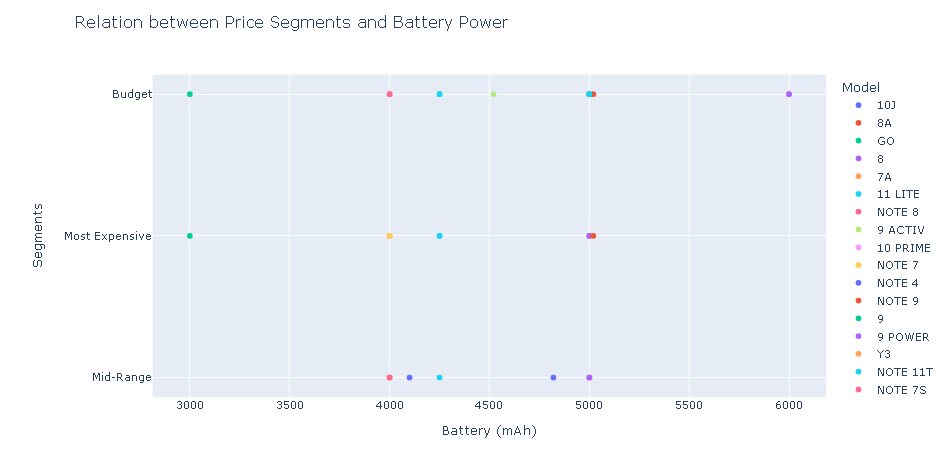 Relation between Price Segments and Battery Power
Model
10J
8A
GO
8
7A
11 LITE
NOTE 8
9 ACTIV
10 PRIME
NOTE 7
NOTE 4
NOTE 9
9
9 POWER
Y3
NOTE 11T
NOTE 7S
Segments
Budget
Most Expensive
Mid-Range
3000 3500 4000 4500 5000 5500 6000
Battery (mAh)